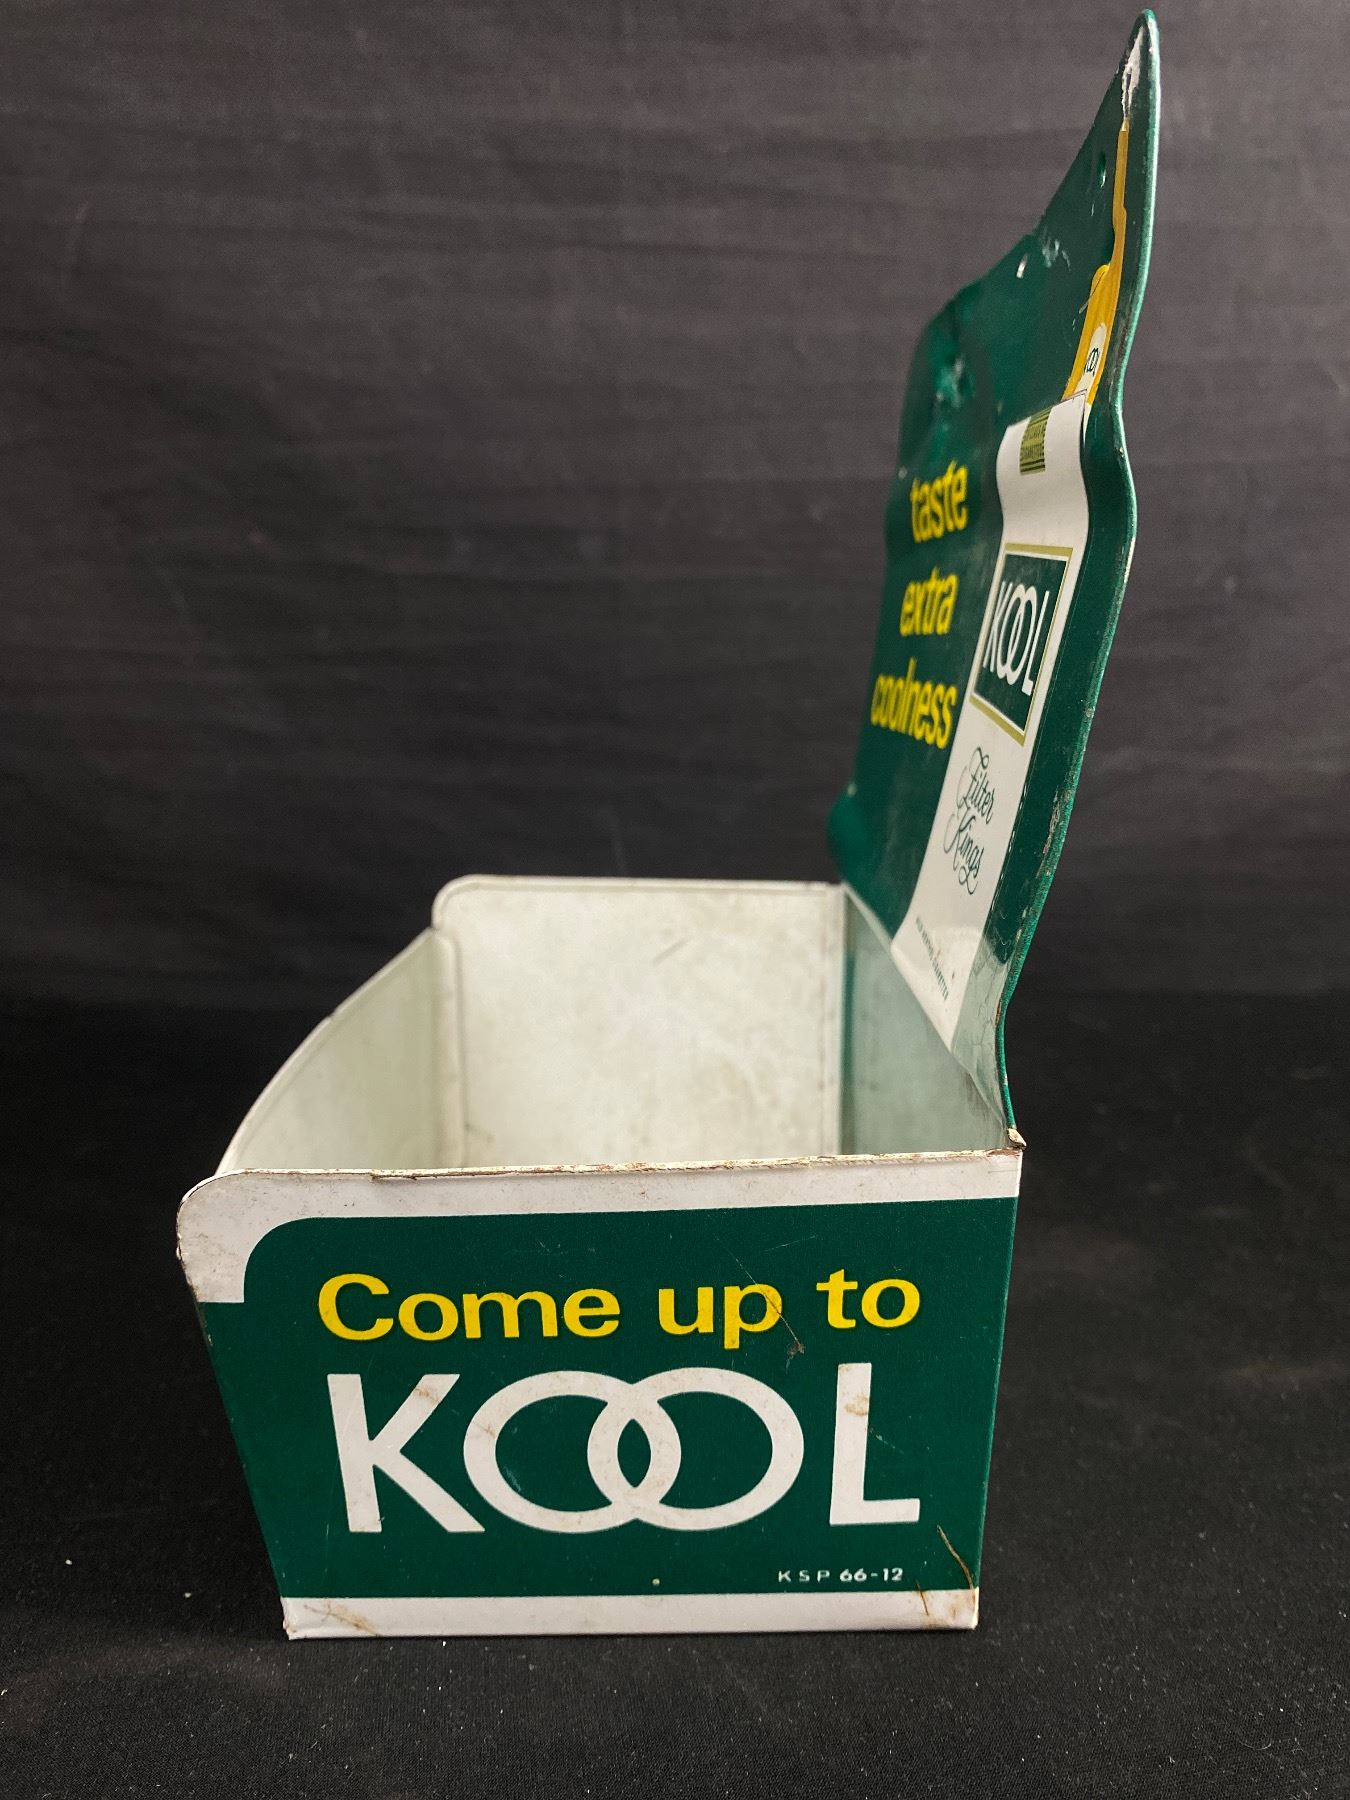 taste
extra
coolness
KOOL
Filter
Kings
Come up to
KOOL
KSP 66-12